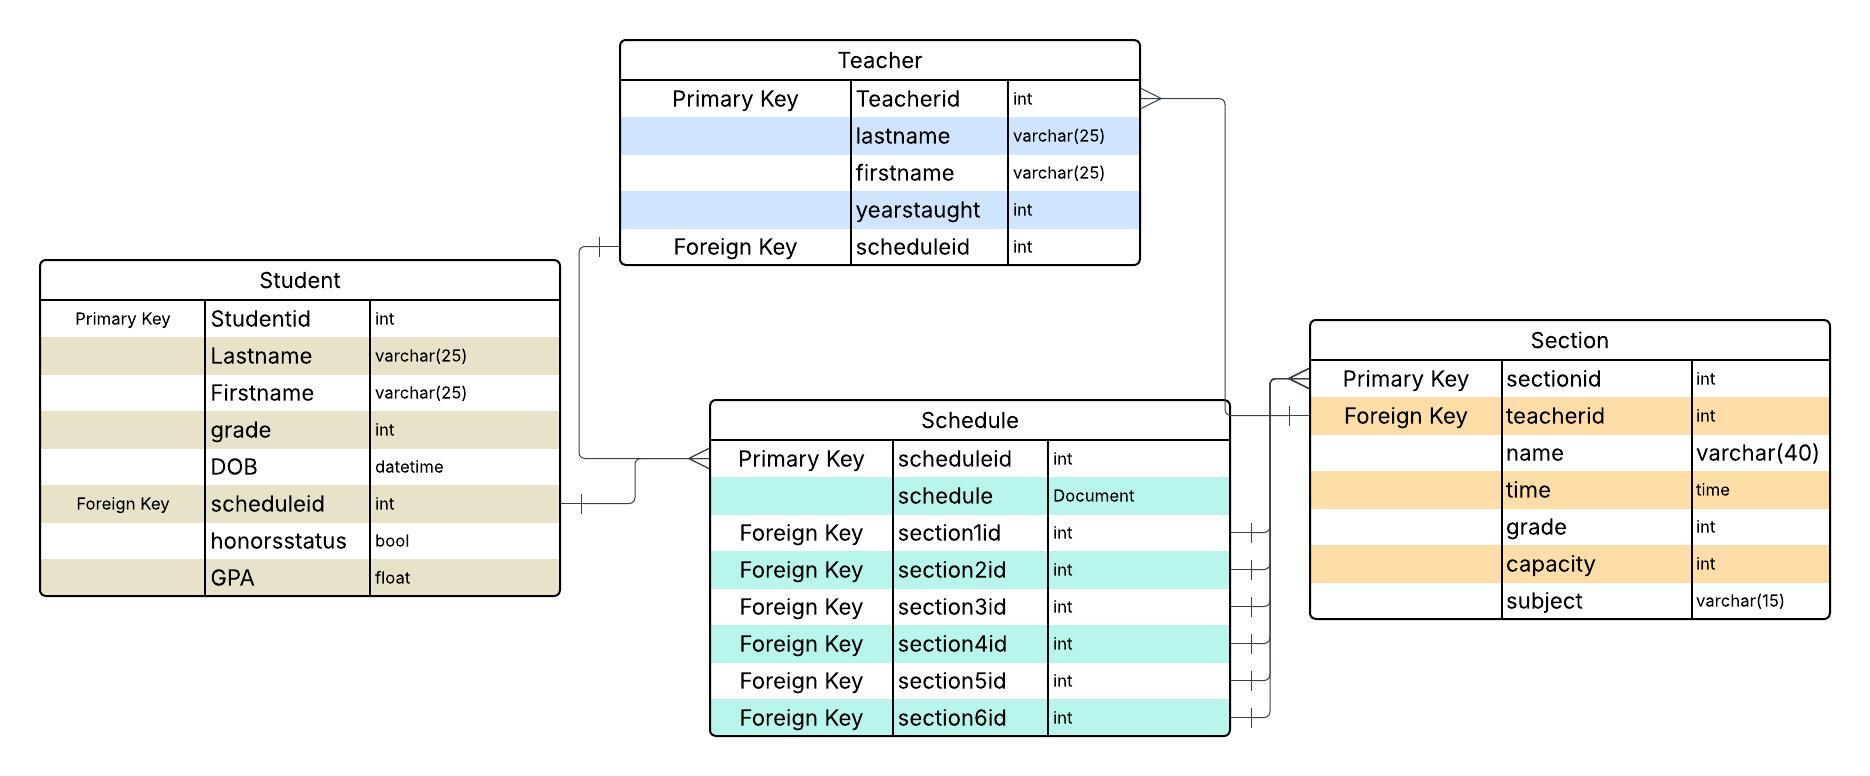 Teacher
Primary Key Teacherid int
lastname varchar(25)
firstname varchar(25)
yearstaught int
Foreign Key scheduleid int
Student
Primary Key Studentid int
Lastname varchar(25)
Firstname varchar(25)
grade int
DOB datetime
Foreign Key scheduleid int
honorsstatus bool
GPA float
Schedule
Primary Key scheduleid int
schedule Document
Foreign Key section1id int
Foreign Key section2id int
Foreign Key section3id int
Foreign Key section4id int
Foreign Key section5id int
Foreign Key section6id int
Section
Primary Key sectionid int
Foreign Key teacherid int
name varchar(40)
time time
grade int
capacity int
subject varchar(15)